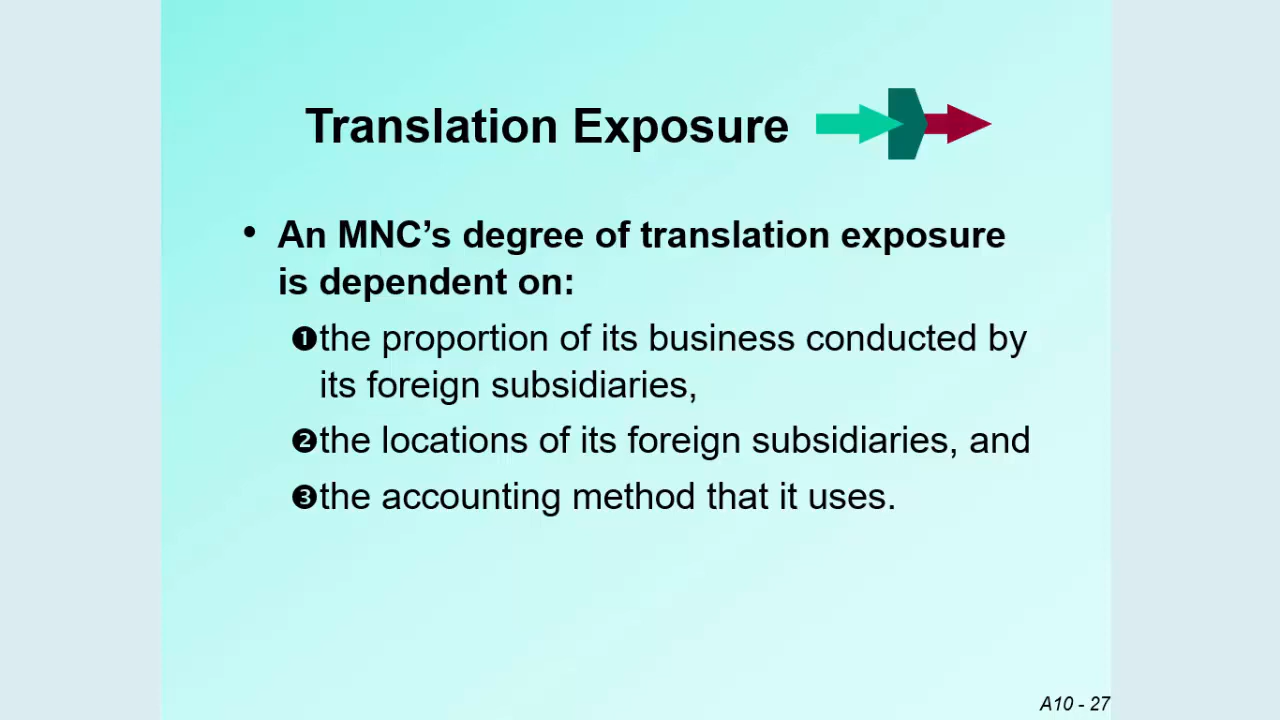 Translation Exposure
• An MNC’s degree of translation exposure
is dependent on:
❶the proportion of its business conducted by
its foreign subsidiaries,
❷the locations of its foreign subsidiaries, and
❸the accounting method that it uses.
A10 - 27